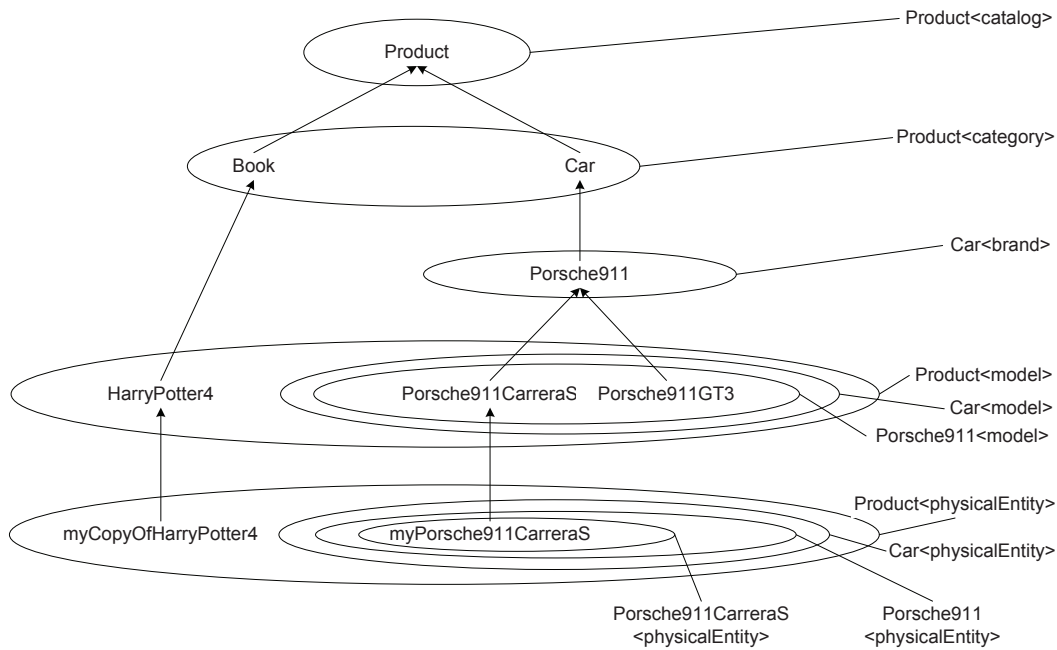 Product<catalog>
Product
Product<category>
Book
Car
Car<brand>
Porsche911
Product<model>
HarryPotter4
Porsche911CarreraS
Porsche911GT3
Car<model>
Porsche911<model>
Product<physicalEntity>
myCopyOfHarryPotter4
myPorsche911CarreraS
Car<physicalEntity>
Porsche911CarreraS
<physicalEntity>
Porsche911
<physicalEntity>